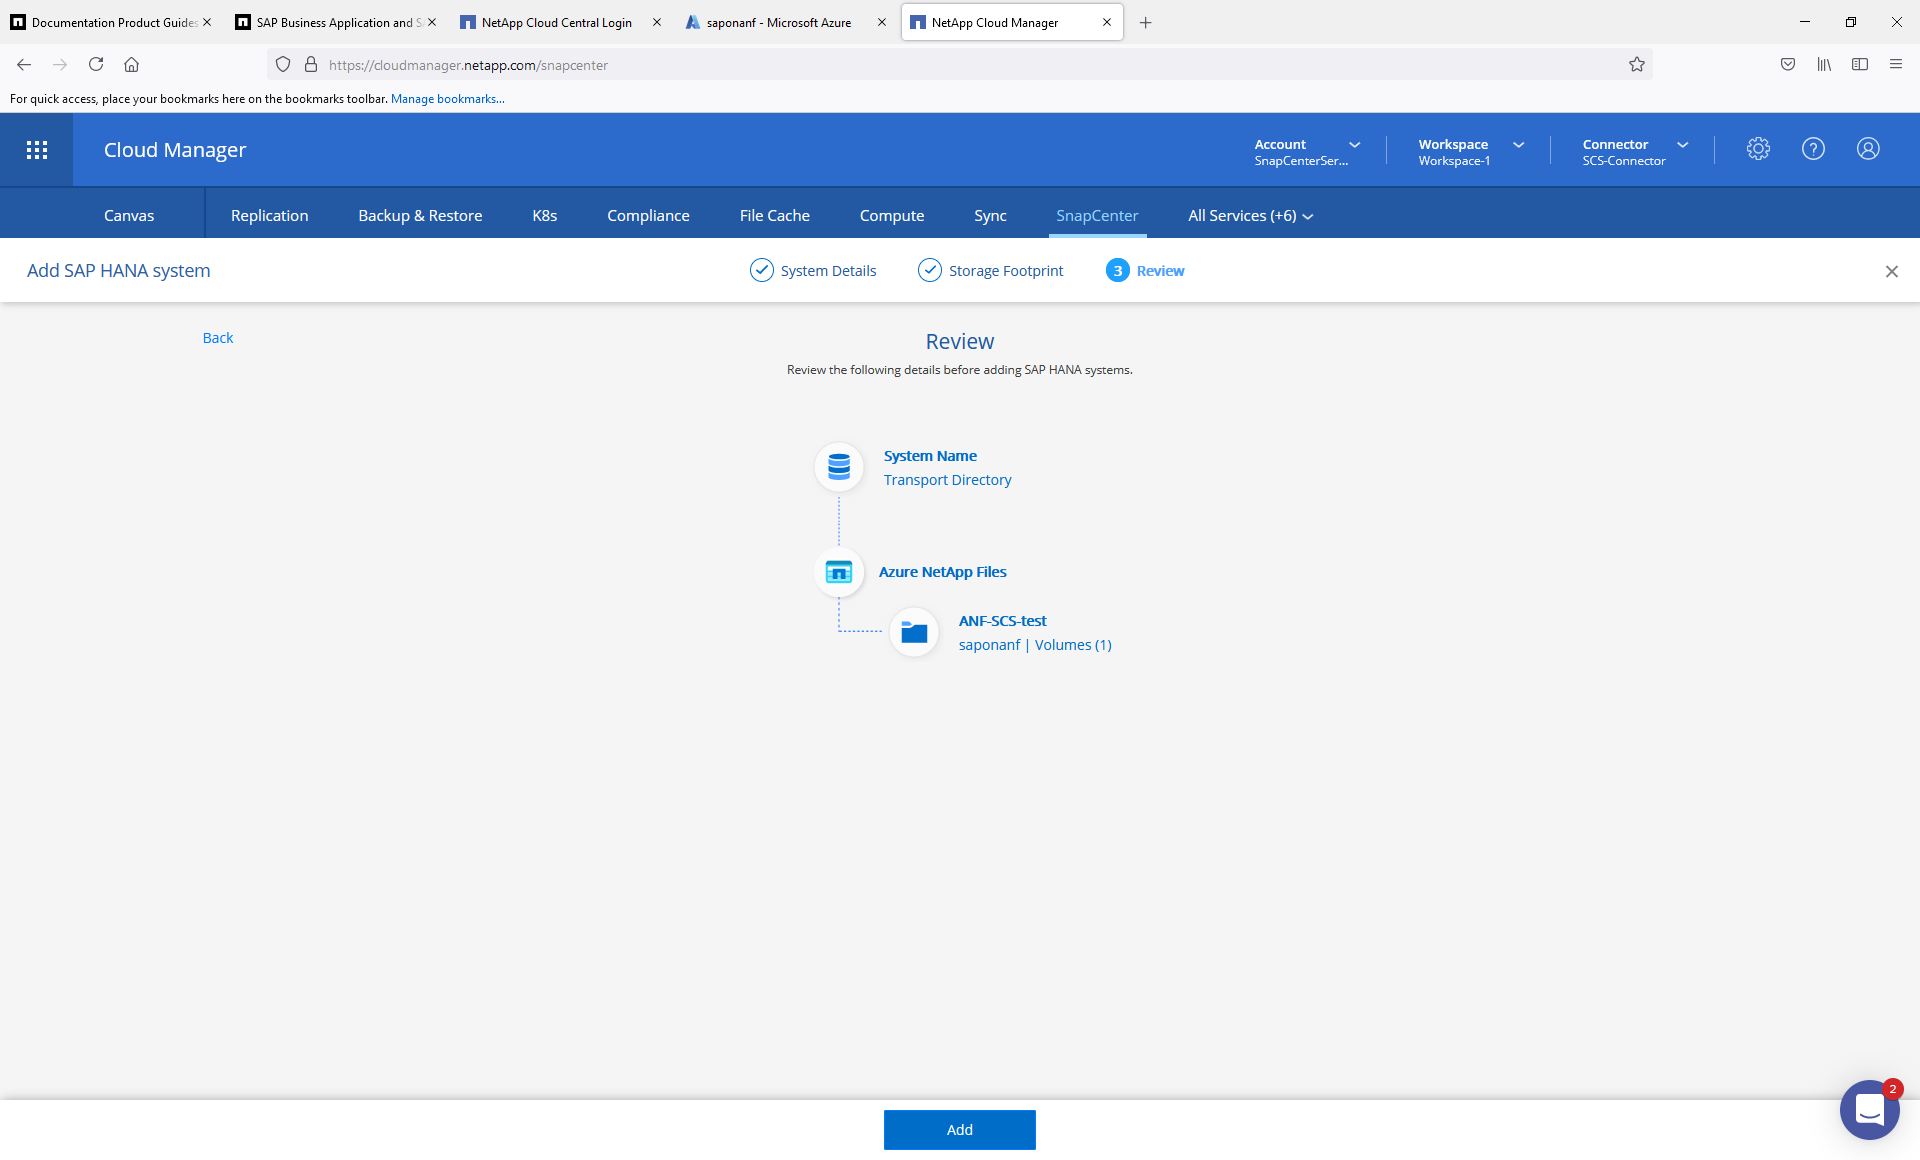 Documentation Product Guides
SAP Business Application and S
NetApp Cloud Central Login
saponanf - Microsoft Azure
NetApp Cloud Manager
https://cloudmanager.netapp.com/snapcenter
For quick access, place your bookmarks here on the bookmarks toolbar. Manage bookmarks...
Cloud Manager
Account
SnapCenterSer...
Workspace
Workspace-1
Connector
SCS-Connector
Canvas
Replication
Backup & Restore
K8s
Compliance
File Cache
Compute
Sync
SnapCenter
All Services (+6)
Add SAP HANA system
System Details
Storage Footprint
3 Review
Back
Review
Review the following details before adding SAP HANA systems.
System Name
Transport Directory
Azure NetApp Files
ANF-SCS-test
saponanf | Volumes (1)
2
Add